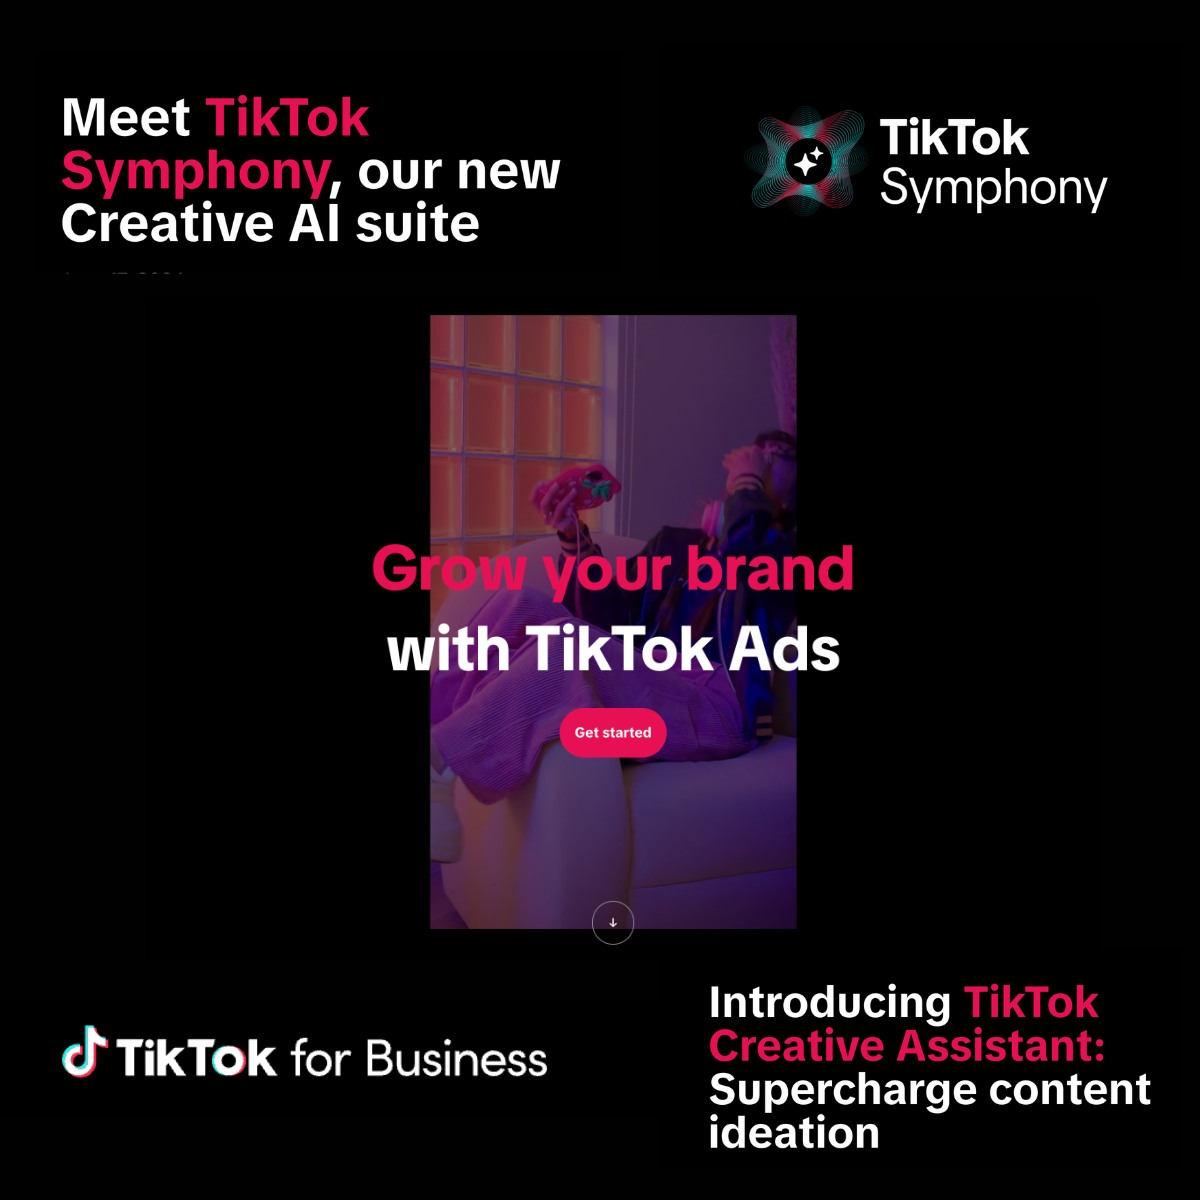 Meet TikTok
Symphony, our new
Creative AI suite
TikTok
Symphony
Grow your brand
with TikTok Ads
Get started
TikTok for Business
Introducing TikTok
Creative Assistant:
Supercharge content
ideation